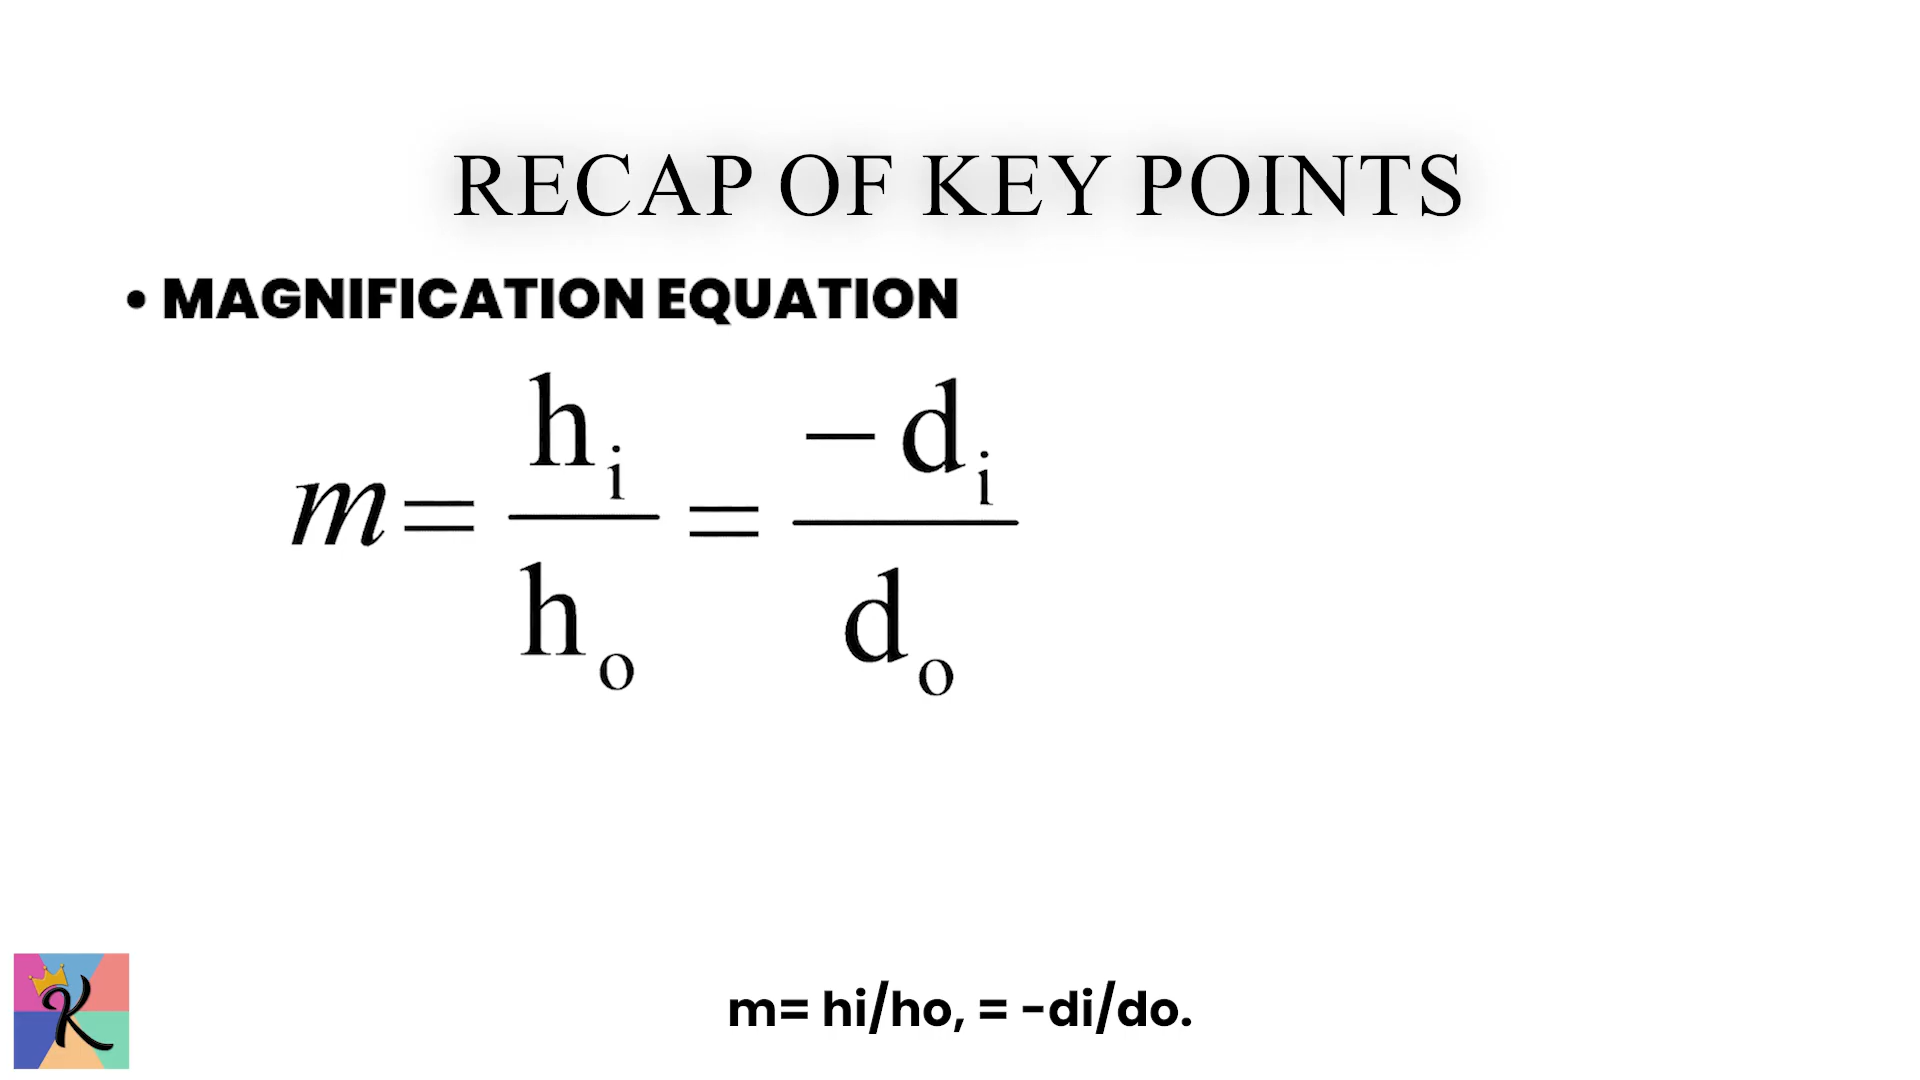 RECAP OF KEY POINTS
• MAGNIFICATION EQUATION
m = hᵢ/hₒ = −dᵢ/dₒ
K
m= hi/ho, = -di/do.